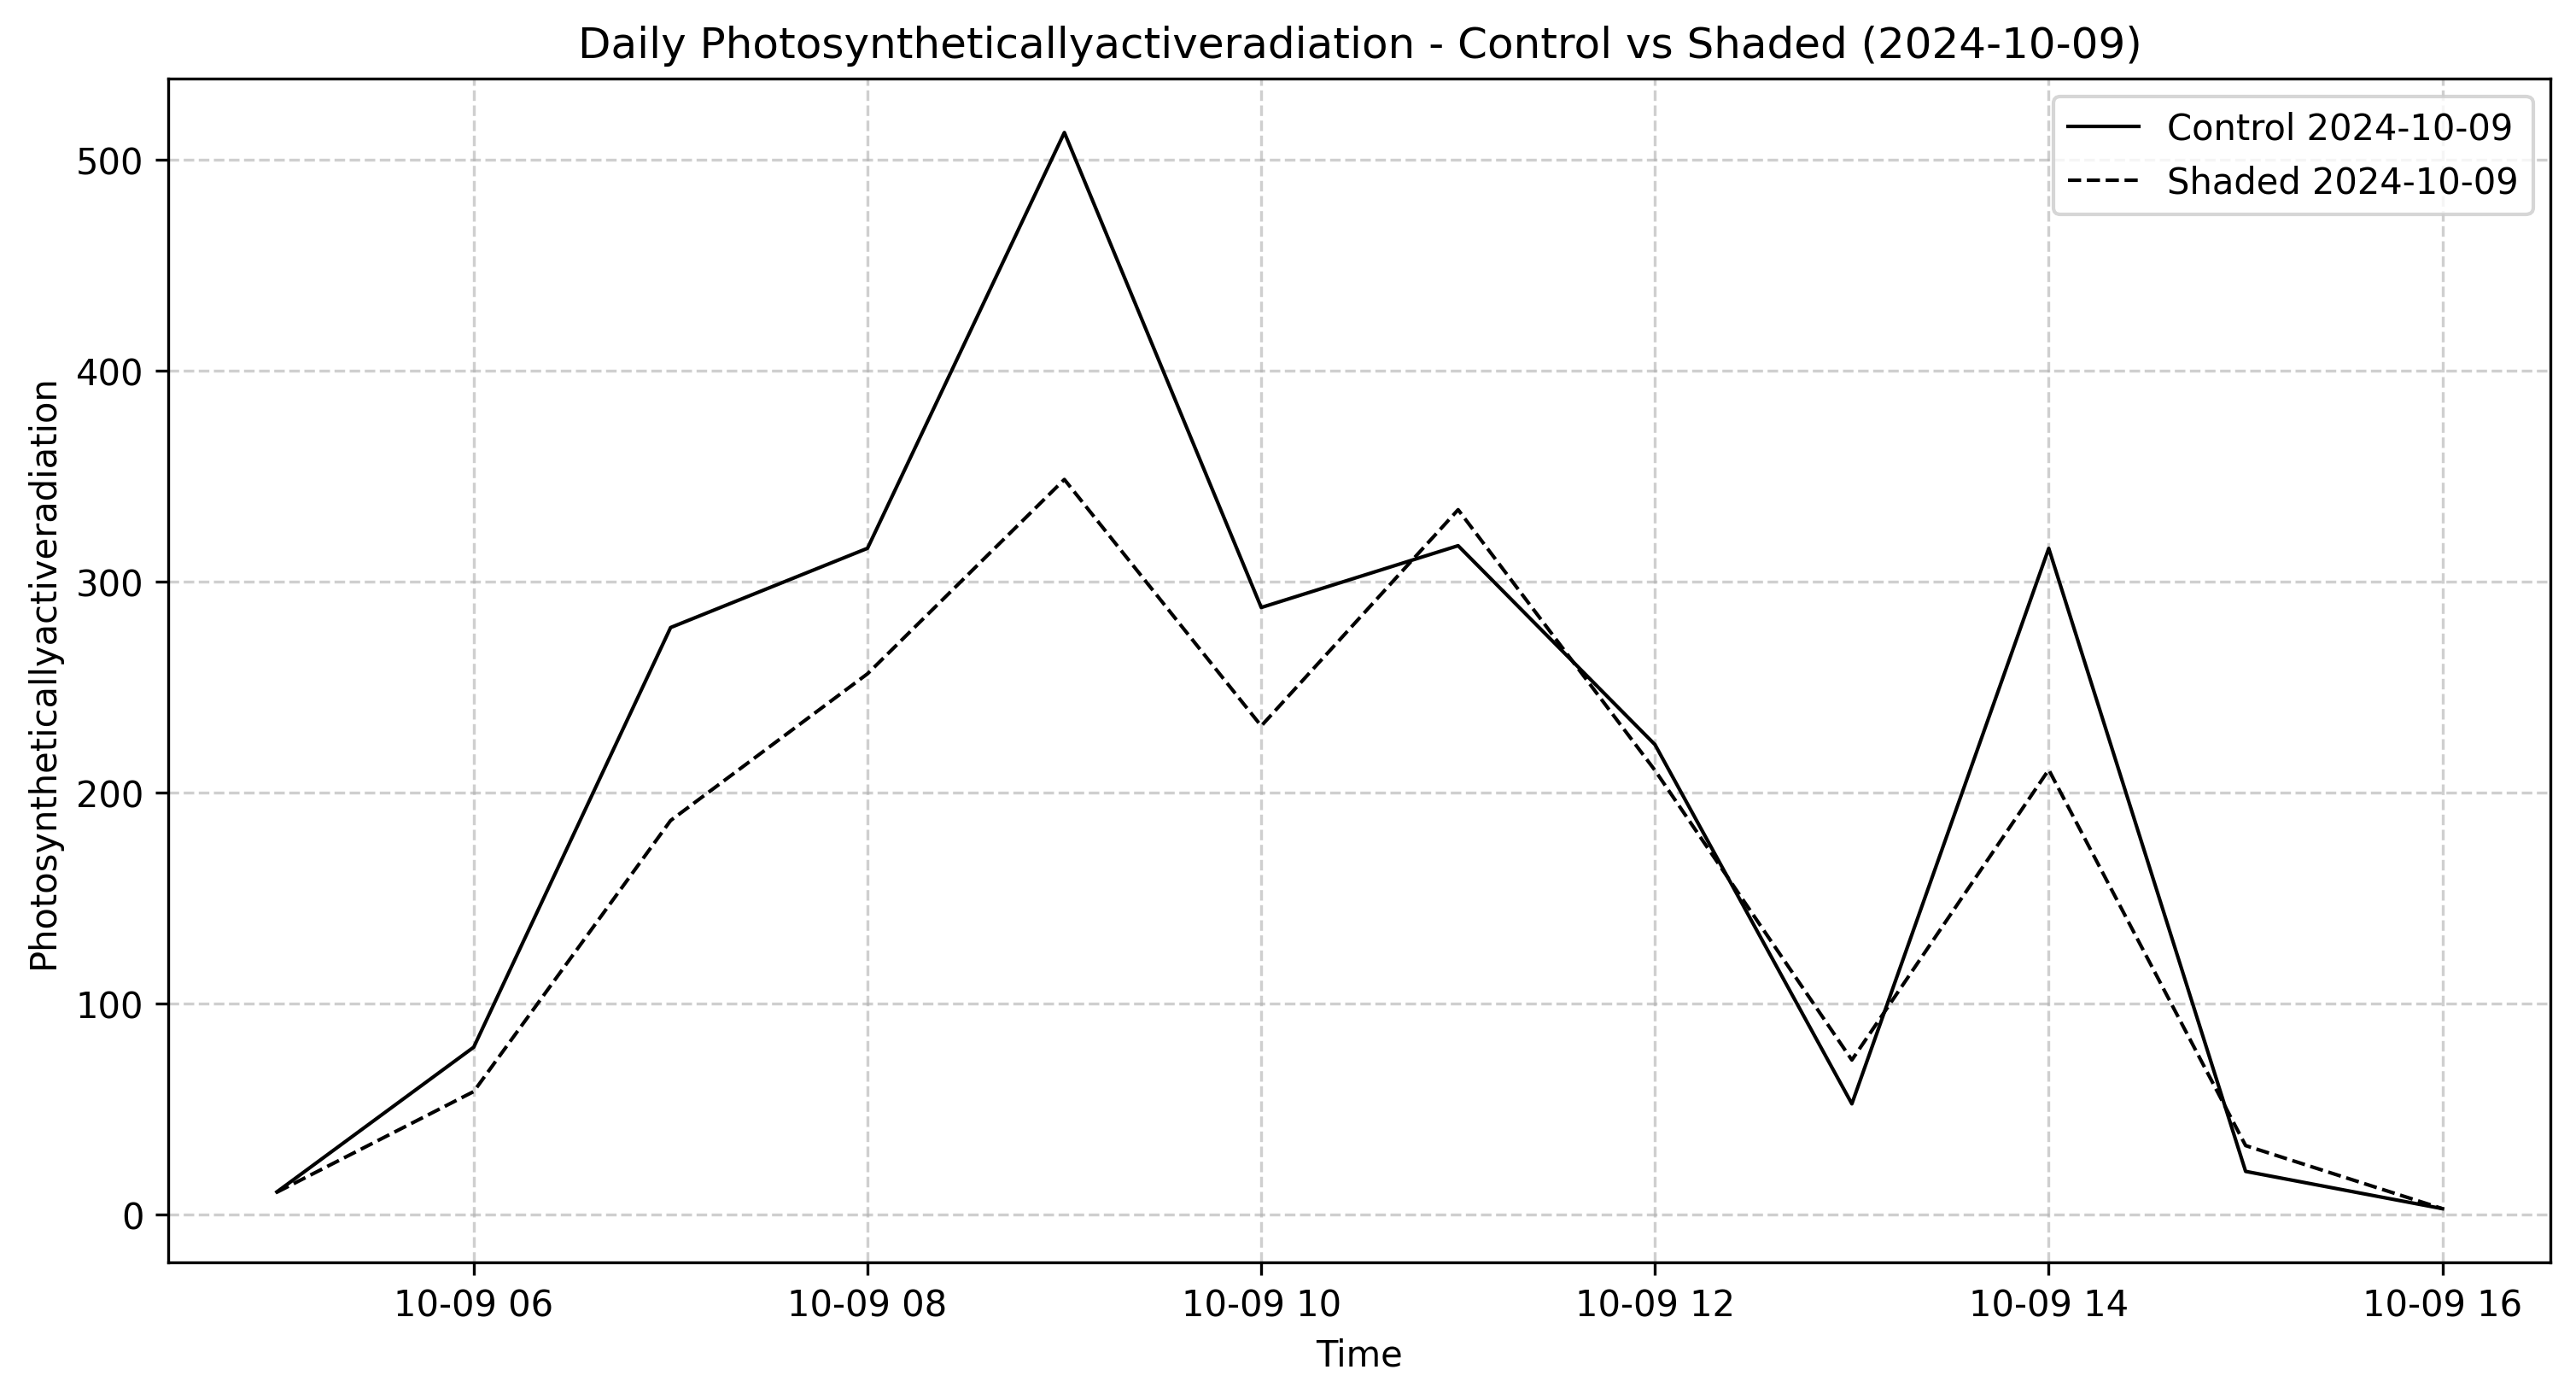 Daily Photosyntheticallyactiveradiation - Control vs Shaded (2024-10-09)
Control 2024-10-09
Shaded 2024-10-09
Photosyntheticallyactiveradiation
500
400
300
200
100
0
10-09 06
10-09 08
10-09 10
10-09 12
10-09 14
10-09 16
Time